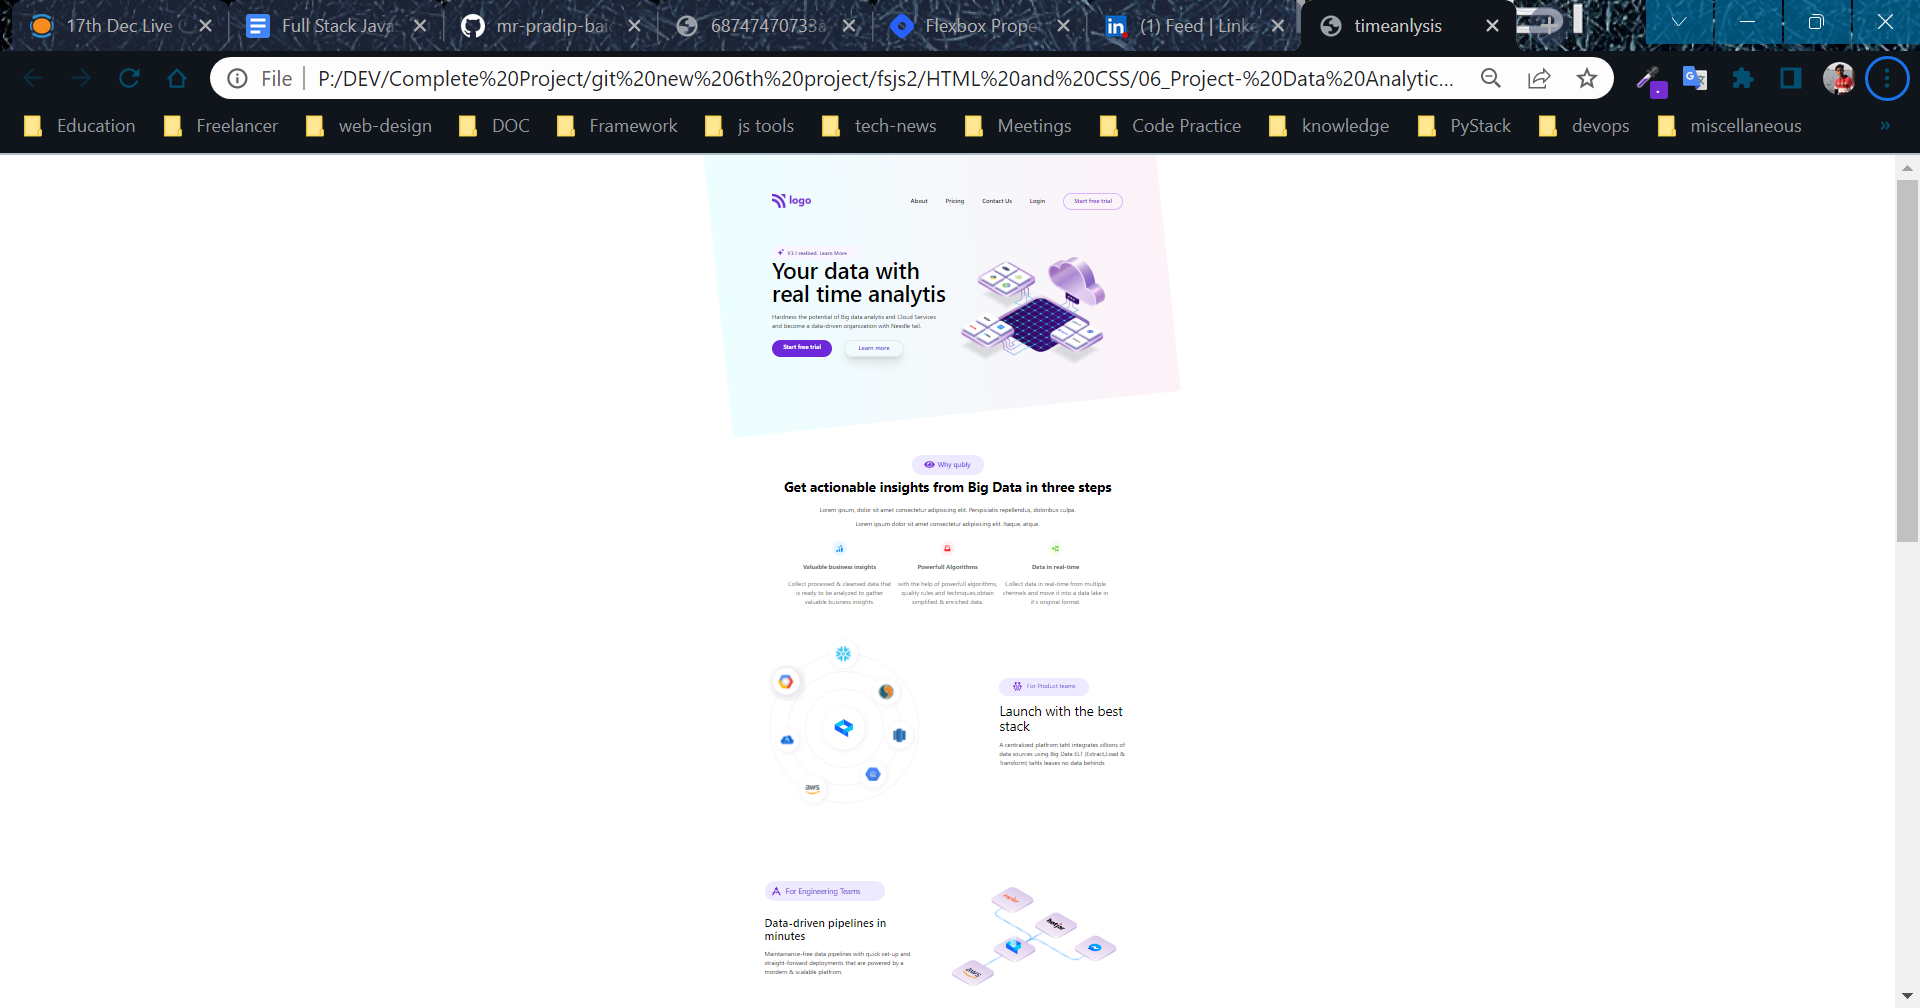 17th Dec Live
Full Stack Java
mr-pradip-bai
68747470733a
Flexbox Prope
(1) Feed | Linke
timeanlysis
File
P:/DEV/Complete%20Project/git%20new%206th%20project/fsjs2/HTML%20and%20CSS/06_Project-%20Data%20Analytic...
Education
Freelancer
web-design
DOC
Framework
js tools
tech-news
Meetings
Code Practice
knowledge
PyStack
devops
miscellaneous
logo
About
Pricing
Contact Us
Login
Start free trial
V3.1 realised. Learn More
Your data with
real time analytis
Hardness the potential of Big data analytis and Cloud Services
and become a data-driven organization with Needle tail.
Start free trial
Learn more
Why qubly
Get actionable insights from Big Data in three steps
Lorem ipsum, dolor sit amet consectetur adipisicing elit. Perspiciatis repellendus, doloribus culpa.
Lorem ipsum dolor sit amet consectetur adipisicing elit. Itaque, atque.
Valuable business insights
Collect processed & cleansed data that
is ready to be analyzed to gather
valuable business insights.
Powerfull Algorithms
with the help of powerfull algorithms,
quality rules and techniques,obtain
simplified & enriched data.
Data in real-time
Collect data in real-time from multiple
channels and move it into a data lake in
it's original format.
aws
For Product teams
Launch with the best
stack
A centralized platfrom taht integrates zillions of
data sources using Big Data ELT (Extract,Load &
Transform) tahts leaves no data behinds
For Engineering Teams
Data-driven pipelines in
minutes
Maintainance-free data pipelines with quick set-up and
straight-forward deployments that are powered by a
mordern & scalable platfrom.
hotjar
aws